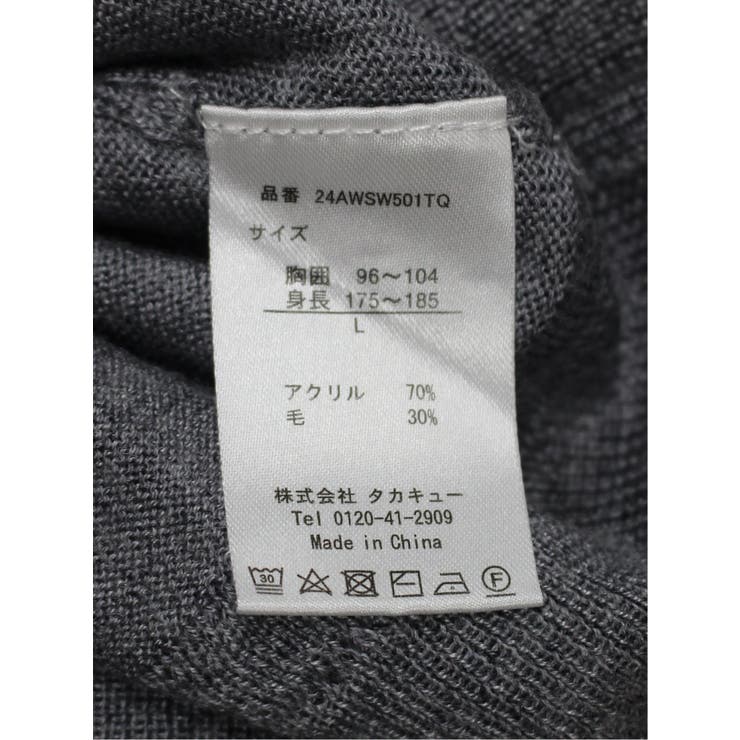 品番 24AWSW501TQ
サイズ
胸囲 96～104
身長 175～185
L
アクリル 70%
毛 30%
株式会社 タカキュー
Tel 0120-41-2909
Made in China
30 F